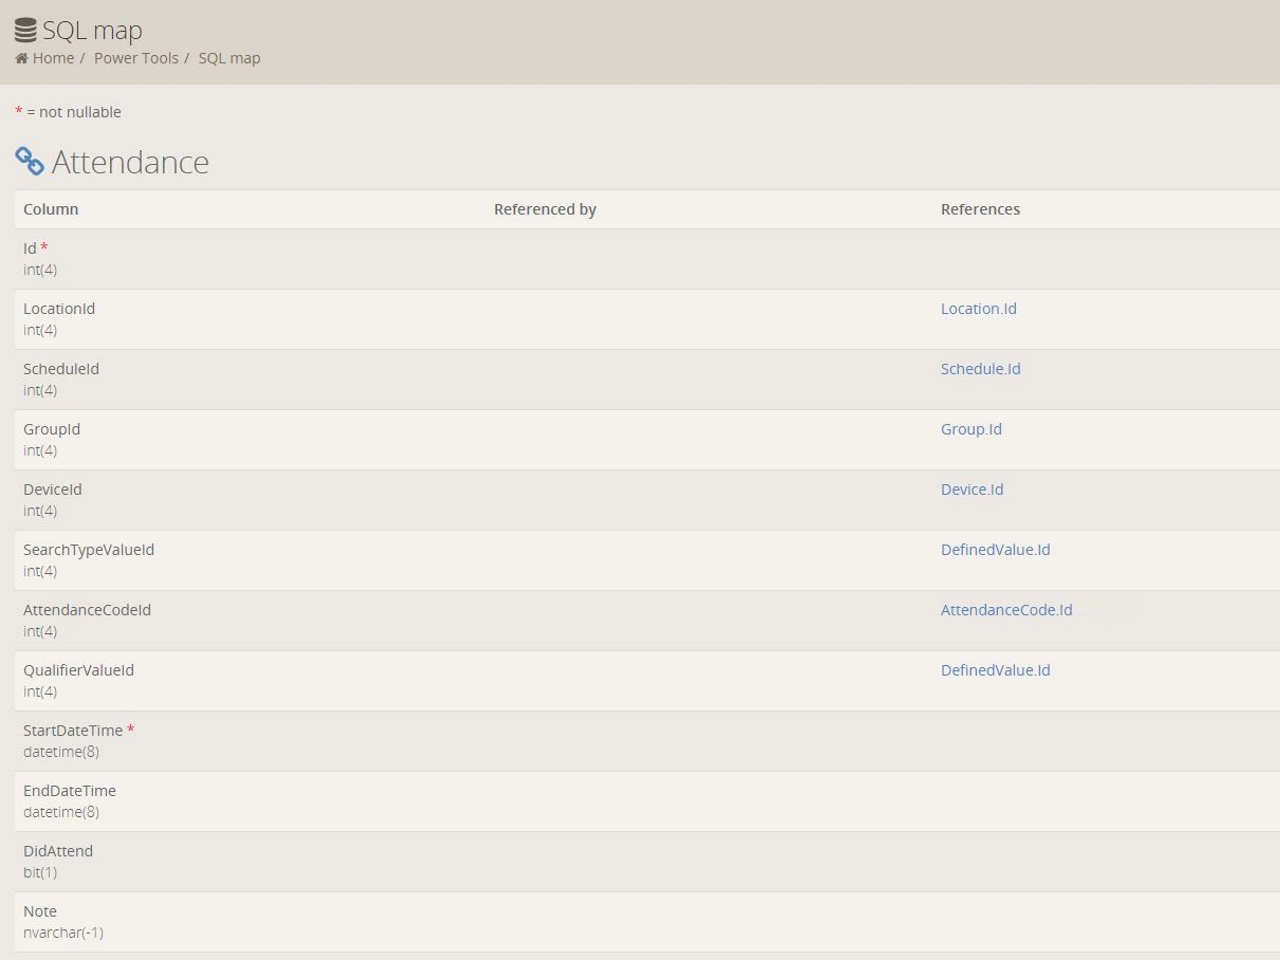 SQL map
Home / Power Tools / SQL map
* = not nullable
Attendance
Column Referenced by References
Id *
int(4)
LocationId Location.Id
int(4)
ScheduleId Schedule.Id
int(4)
GroupId Group.Id
int(4)
DeviceId Device.Id
int(4)
SearchTypeValueId DefinedValue.Id
int(4)
AttendanceCodeId AttendanceCode.Id
int(4)
QualifierValueId DefinedValue.Id
int(4)
StartDateTime *
datetime(8)
EndDateTime
datetime(8)
DidAttend
bit(1)
Note
nvarchar(-1)